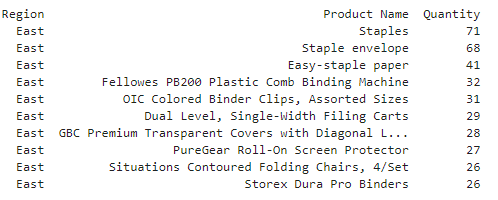 Region Product Name Quantity
East Staples 71
East Staple envelope 68
East Easy-staple paper 41
East Fellowes PB200 Plastic Comb Binding Machine 32
East OIC Colored Binder Clips, Assorted Sizes 31
East Dual Level, Single-Width Filing Carts 29
East GBC Premium Transparent Covers with Diagonal L... 28
East PureGear Roll-On Screen Protector 27
East Situations Contoured Folding Chairs, 4/Set 26
East Storex Dura Pro Binders 26